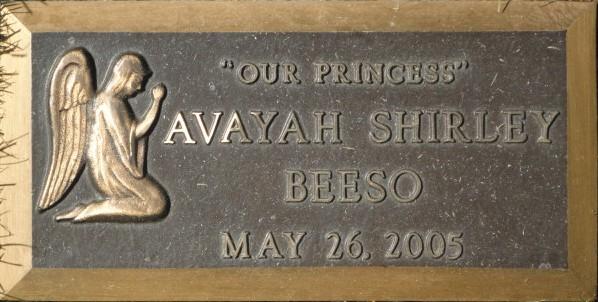 "OUR PRINCESS"
AVAYAH SHIRLEY
BEESO
MAY 26, 2005